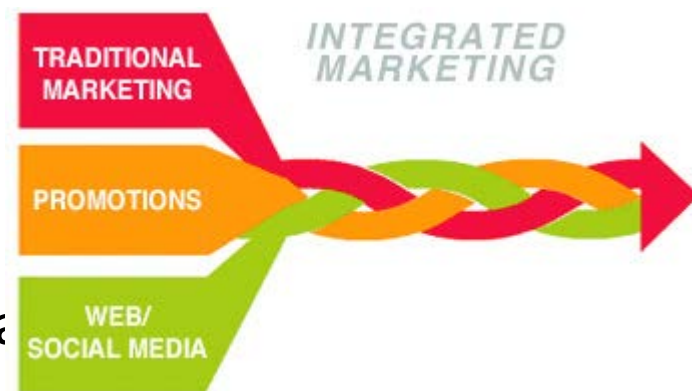 INTEGRATED
MARKETING
TRADITIONAL
MARKETING
PROMOTIONS
WEB/
SOCIAL MEDIA